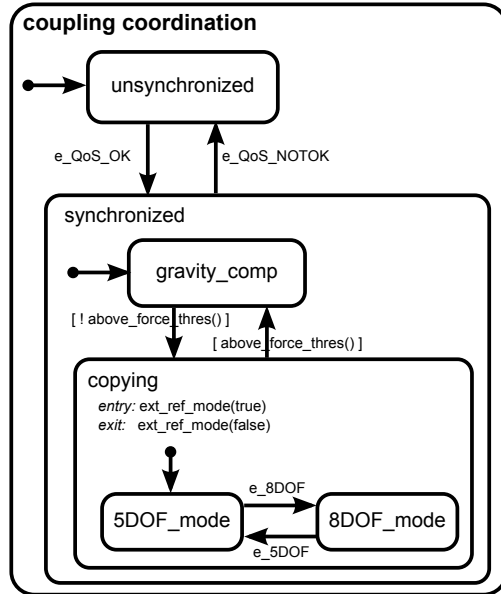 coupling coordination
unsynchronized
e_QoS_OK
e_QoS_NOTOK
synchronized
gravity_comp
[ ! above_force_thres() ]
[ above_force_thres() ]
copying
entry: ext_ref_mode(true)
exit: ext_ref_mode(false)
e_8DOF
5DOF_mode
8DOF_mode
e_5DOF